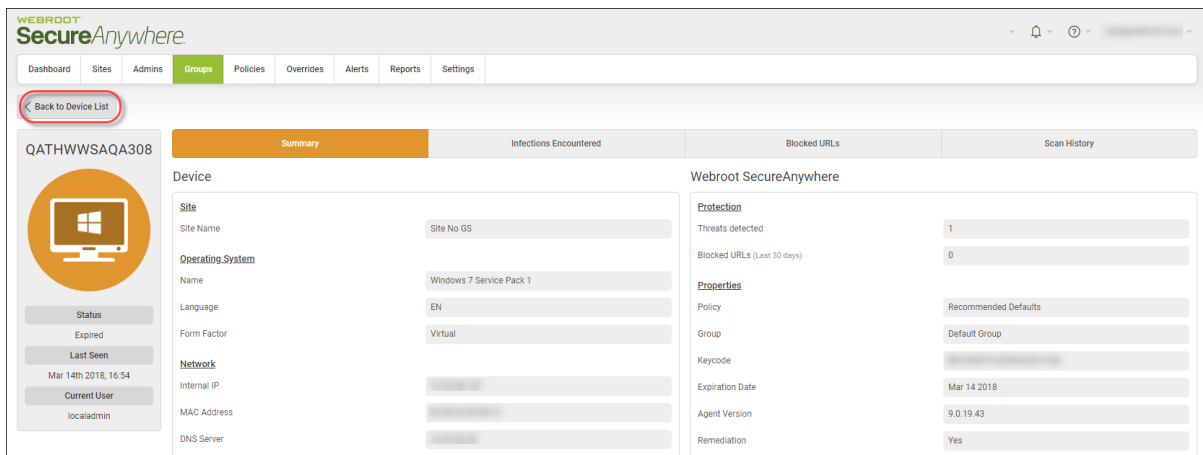 WEBROOT
SecureAnywhere.
Dashboard Sites Admins Groups Policies Overrides Alerts Reports Settings
Back to Device List
QATHWWSAQA308
Status
Expired
Last Seen
Mar 14th 2018, 16:54
Current User
localadmin
Summary Infections Encountered Blocked URLs Scan History
Device
Site
Site Name Site No GS
Operating System
Name Windows 7 Service Pack 1
Language EN
Form Factor Virtual
Network
Internal IP
MAC Address
DNS Server
Webroot SecureAnywhere
Protection
Threats detected 1
Blocked URLs (Last 30 days) 0
Properties
Policy Recommended Defaults
Group Default Group
Keycode
Expiration Date Mar 14 2018
Agent Version 9.0.19.43
Remediation Yes